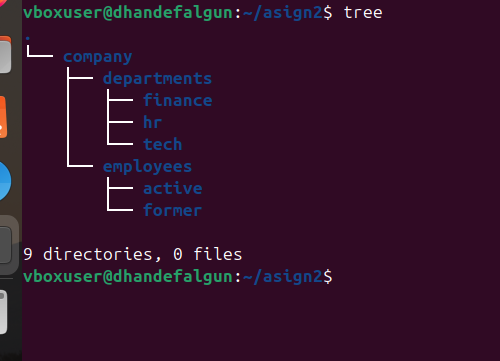 vboxuser@dhandefalgun:~/asign2$ tree
.
└── company
    ├── departments
    │   ├── finance
    │   ├── hr
    │   └── tech
    └── employees
        ├── active
        └── former
9 directories, 0 files
vboxuser@dhandefalgun:~/asign2$